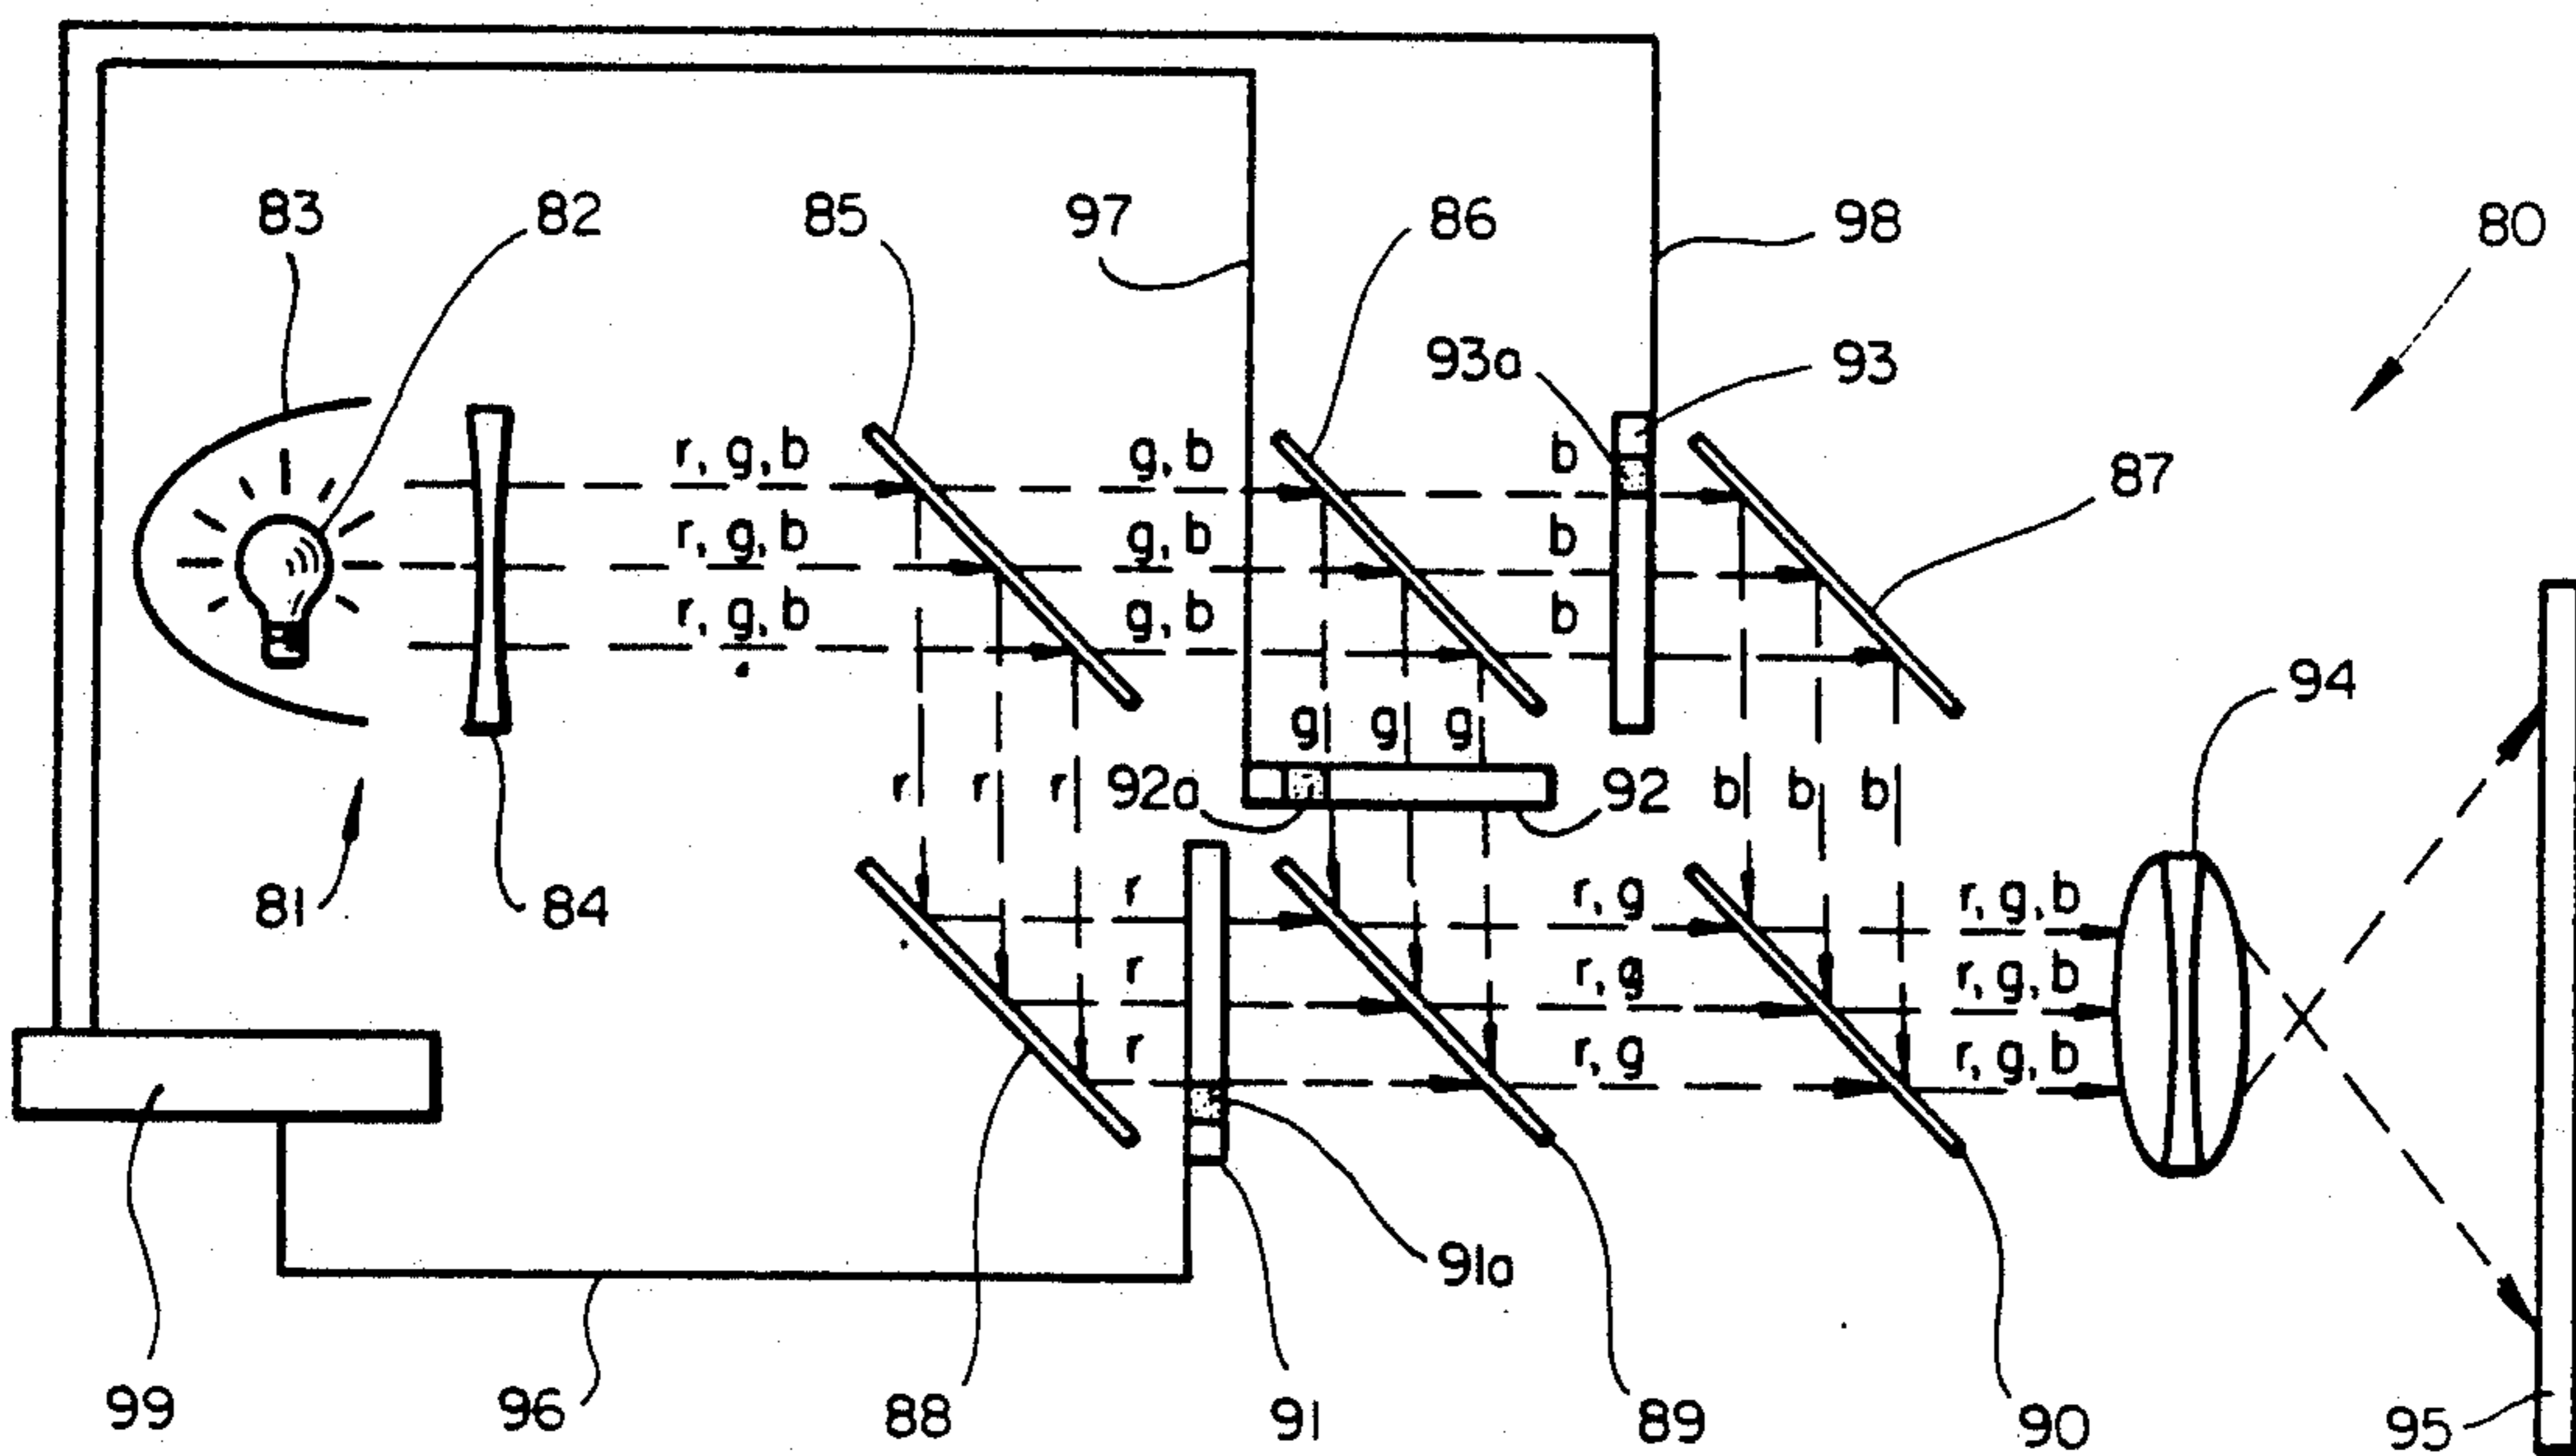 83 82 85 97 86 98 80
93a 93
r, g, b g, b b 87
r, g, b g, b b
r, g, b g, b b
94
g g g
r r r 92a 92 b b b
81 84 r r, g r, g, b
r r, g r, g, b
r r, g r, g, b
91a
99 96 88 91 89 90 95